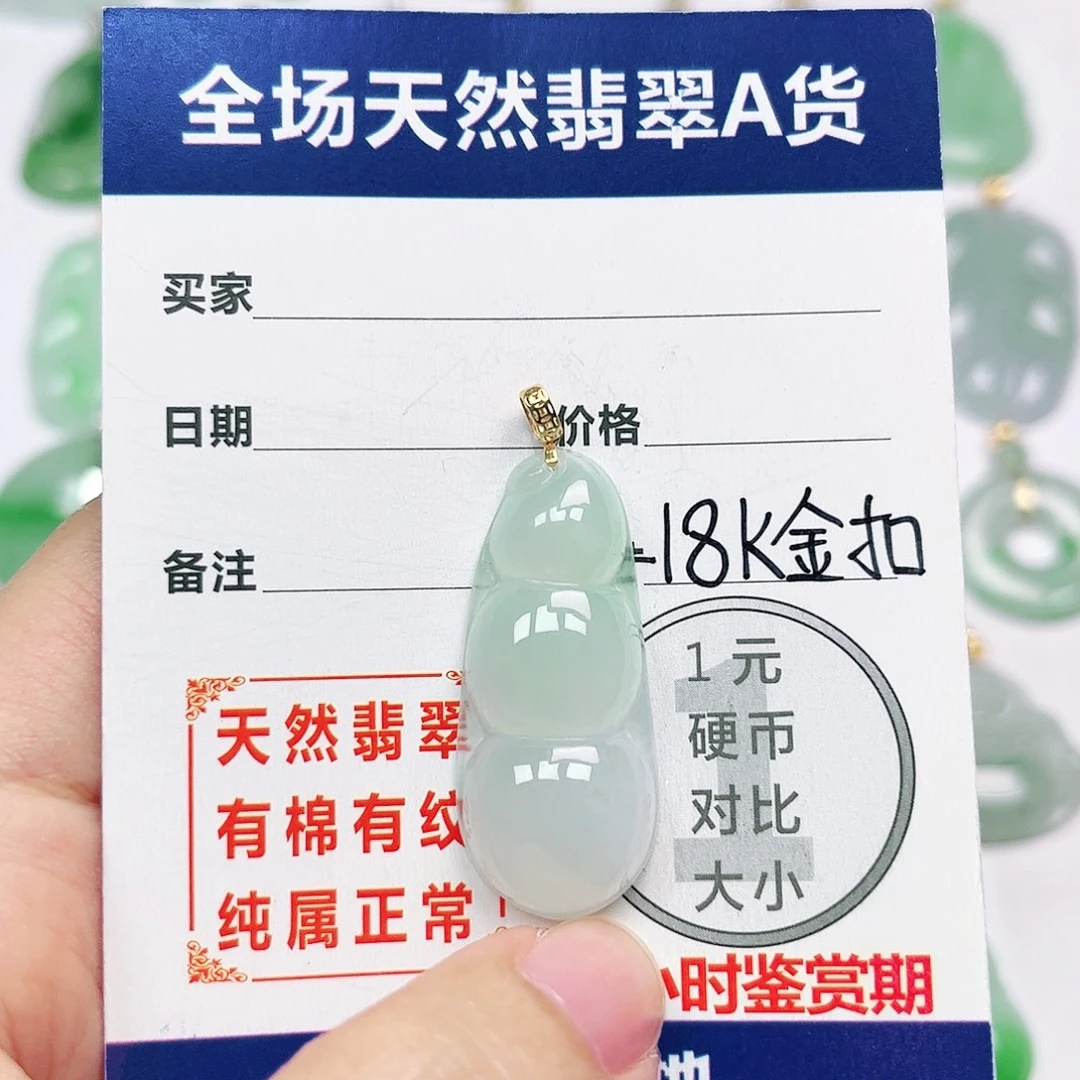 全场天然翡翠A货
买家
日期 价格
备注 18K金扣
天然翡翠
有棉有纹
纯属正常
1元
硬币
对比
大小
小时鉴赏期